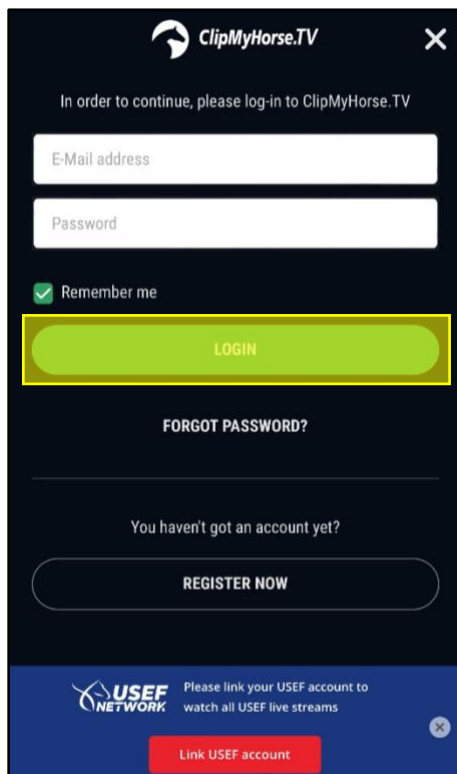 ClipMyHorse.TV
In order to continue, please log-in to ClipMyHorse.TV
E-Mail address
Password
Remember me
LOGIN
FORGOT PASSWORD?
You haven't got an account yet?
REGISTER NOW
USEF NETWORK
Please link your USEF account to
watch all USEF live streams
Link USEF account